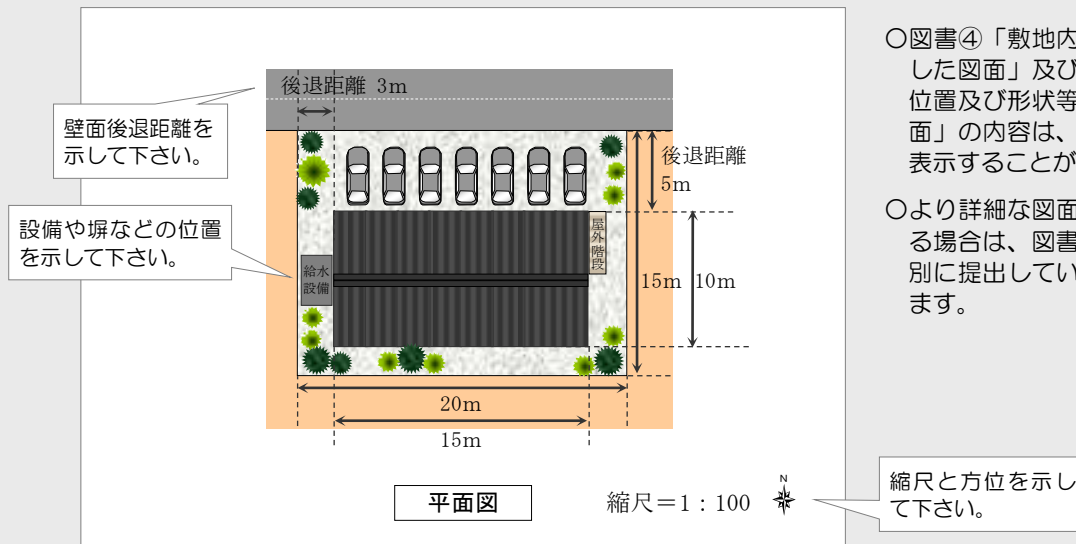 後退距離 3m
壁面後退距離を
示して下さい。
後退距離
5m
設備や塀などの位置
を示して下さい。
屋外階段
給水
設備
15m
10m
20m
15m
平面図
縮尺＝1：100
N
縮尺と方位を示し
て下さい。
〇図書④「敷地内
した図面」及び
位置及び形状等
面」の内容は、
表示することが
〇より詳細な図面
る場合は、図書
別に提出してい
ます。